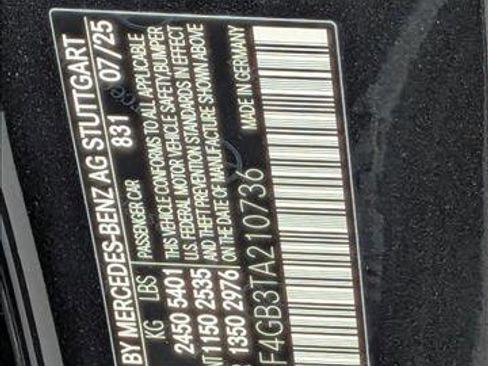 BY MERCEDES-BENZ AG STUTTGART
831 07/25
KG LBS
2450 5401
1150 2535
1350 2976
PASSENGER CAR
THIS VEHICLE CONFORMS TO ALL APPLICABLE
U.S. FEDERAL MOTOR VEHICLE SAFETY, BUMPER
AND THEFT PREVENTION STANDARDS IN EFFECT
ON THE DATE OF MANUFACTURE SHOWN ABOVE
MADE IN GERMANY
F4GB3TA210736